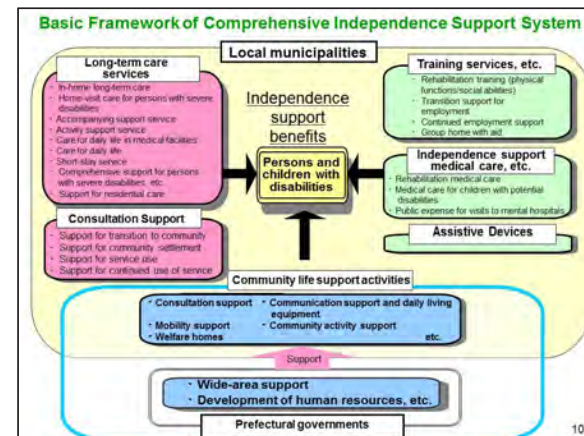 Basic Framework of Comprehensive Independence Support System
Local municipalities
Long-term care
services
・In-home long-term care
・Home-visit care for persons with severe
disabilities
・Accompanying support service
・Activity support service
・Care for daily life in medical facilities
・Care for daily life
・Short-stay service
・Comprehensive support for persons
with severe disabilities, etc.
・Support for residential care
Consultation Support
・Support for transition to community
・Support for community settlement
・Support for service use
・Support for continued use of service
Independence
support
benefits
Persons and
children with
disabilities
Training services, etc.
・Rehabilitation training (physical
functions/social abilities)
・Transition support for
employment
・Continued employment support
・Group home with aid
Independence support
medical care, etc.
・Rehabilitation medical care
・Medical care for children with potential
disabilities
・Public expense for visits to mental hospitals
Assistive Devices
Community life support activities
・Consultation support ・Communication support and daily living
equipment
・Mobility support ・Community activity support
・Welfare homes etc.
Support
・Wide-area support
・Development of human resources, etc.
Prefectural governments
10